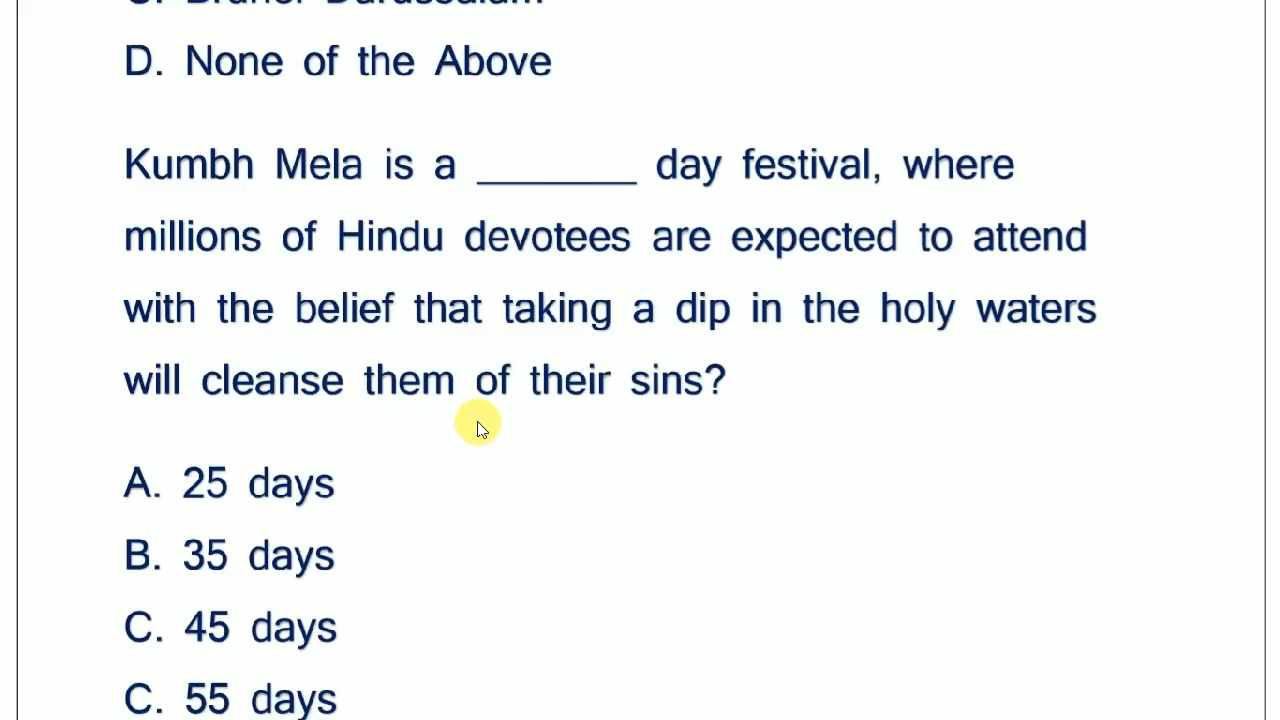 D. None of the Above
Kumbh Mela is a _______ day festival, where
millions of Hindu devotees are expected to attend
with the belief that taking a dip in the holy waters
will cleanse them of their sins?
A. 25 days
B. 35 days
C. 45 days
C. 55 days